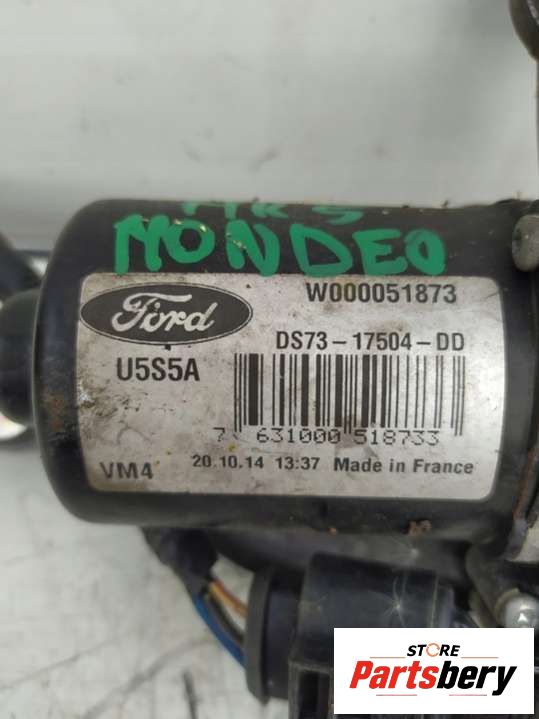 MK5
MONDEO
W000051873
Ford
DS73-17504-DD
U5S5A
7 631000 518733
VM4
20.10.14 13:37 Made in France
STORE
Partsbery